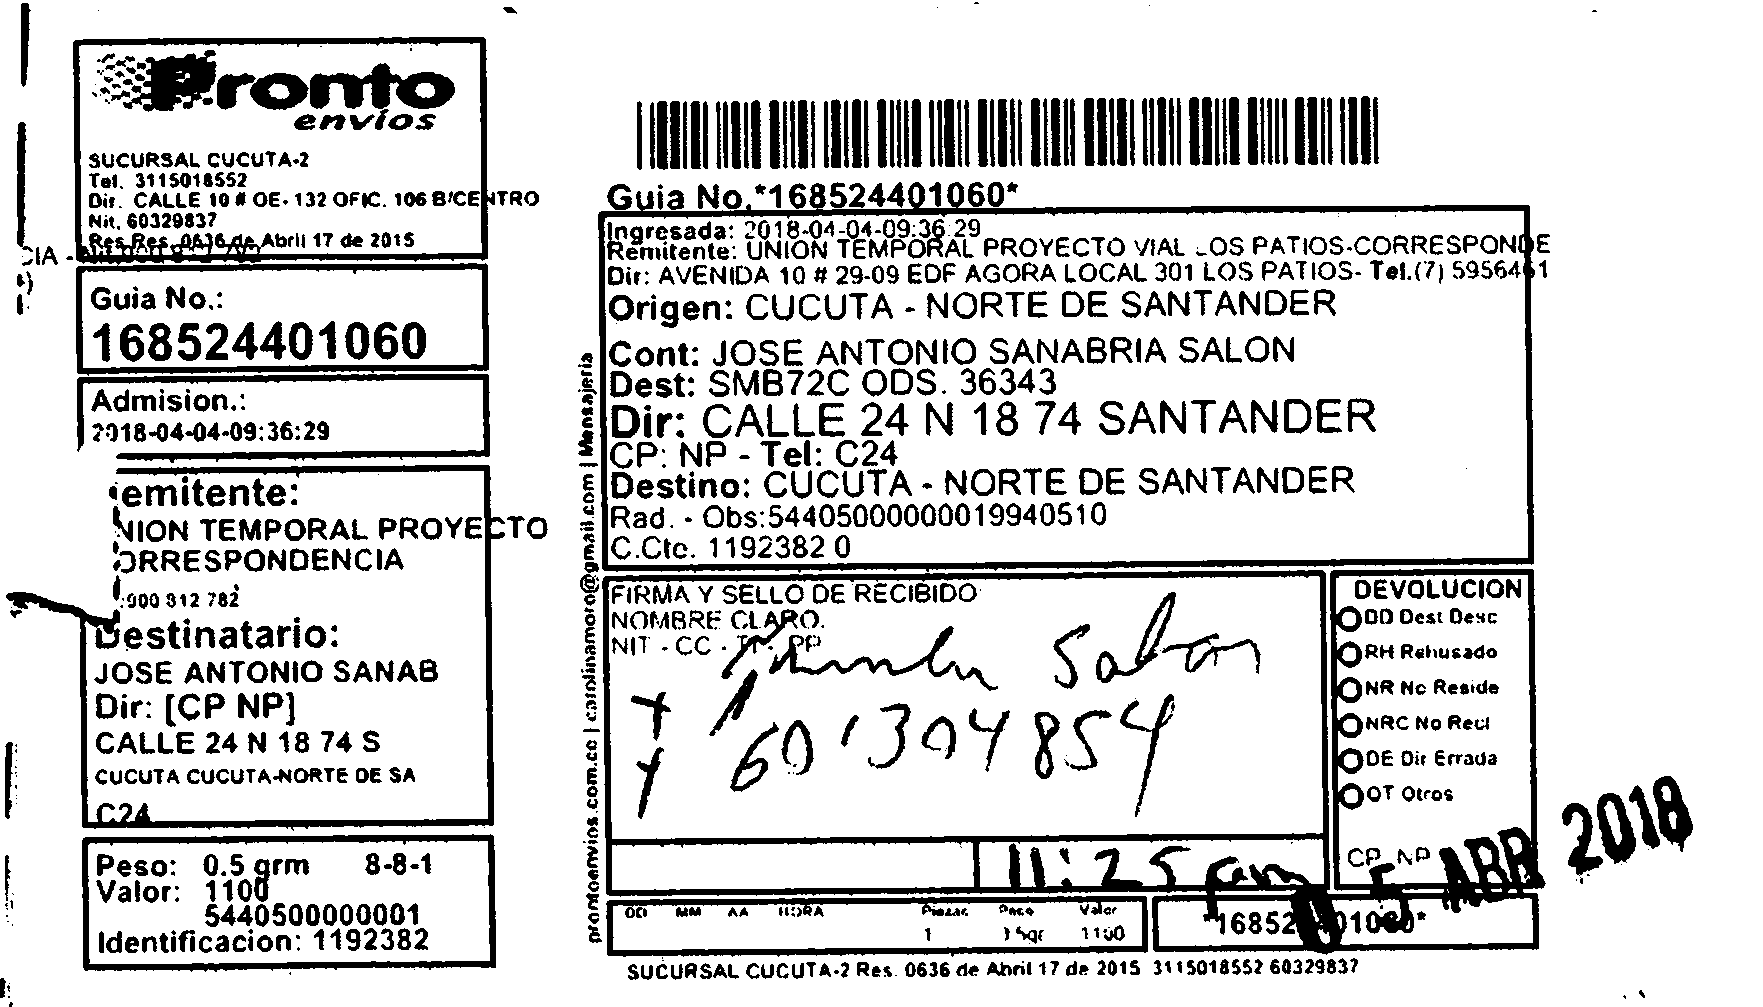 Pronto
envíos
SUCURSAL CUCUTA-2
Tel. 3115018552
Dir. CALLE 10 # OE- 132 OFIC. 106 B/CENTRO
Nit. 60329837
Res Res. 0636 de Abril 17 de 2015
CIA -
Guia No.:
168524401060
Admision.:
2018-04-04-09:36:29
emitente:
NION TEMPORAL PROYECTO
ORRESPONDENCIA
900 812 782
Destinatario:
JOSE ANTONIO SANAB
Dir: [CP NP]
CALLE 24 N 18 74 S
CUCUTA CUCUTA-NORTE DE SA
C24
Peso: 0.5 grm 8-8-1
Valor: 1100
5440500000001
Identificacion: 1192382
prontoenvios.com.co | carolinamoro@gmail.com | Mensajeria
Guia No.*168524401060*
Ingresada: 2018-04-04-09:36:29
Remitente: UNION TEMPORAL PROYECTO VIAL LOS PATIOS-CORRESPONDE
Dir: AVENIDA 10 # 29-09 EDF AGORA LOCAL 301 LOS PATIOS- Tel.(7) 5956461
Origen: CUCUTA - NORTE DE SANTANDER
Cont: JOSE ANTONIO SANABRIA SALON
Dest: SMB72C ODS. 36343
Dir: CALLE 24 N 18 74 SANTANDER
CP: NP - Tel: C24
Destino: CUCUTA - NORTE DE SANTANDER
Rad. - Obs:54405000000019940510
C.Cte. 1192382 0
FIRMA Y SELLO DE RECIBIDO
NOMBRE CLARO.
NIT - CC - TI - PP
Salon
601304854
11:25 am
DEVOLUCION
DD Dest Desc
RH Rehusado
NR No Reside
NRC No Recl
DE Dir Errada
OT Otros
CP NP
05 ABR 2018
DD MM AA HORA Piezas Peso Valor
1 1100
*168524401060*
SUCURSAL CUCUTA-2 Res. 0636 de Abril 17 de 2015 3115018552 60329837